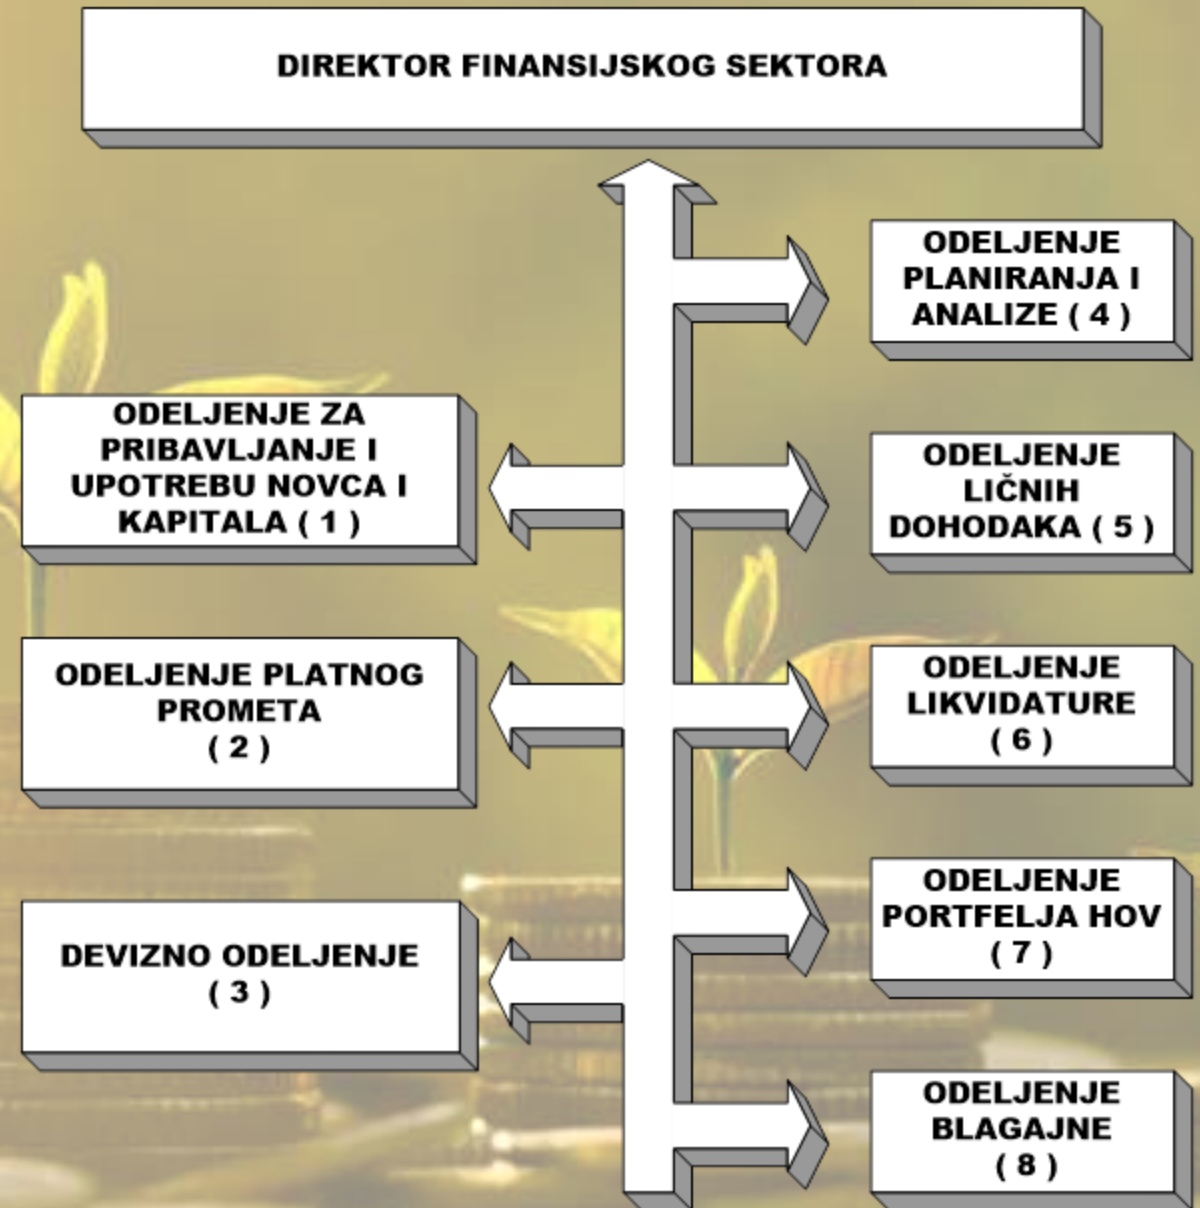 DIREKTOR FINANSIJSKOG SEKTORA
ODELJENJE ZA
PRIBAVLJANJE I
UPOTREBU NOVCA I
KAPITALA ( 1 )
ODELJENJE PLATNOG
PROMETA
( 2 )
DEVIZNO ODELJENJE
( 3 )
ODELJENJE
PLANIRANJA I
ANALIZE ( 4 )
ODELJENJE
LIČNIH
DOHODAKA ( 5 )
ODELJENJE
LIKVIDATURE
( 6 )
ODELJENJE
PORTFELJA HOV
( 7 )
ODELJENJE
BLAGAJNE
( 8 )